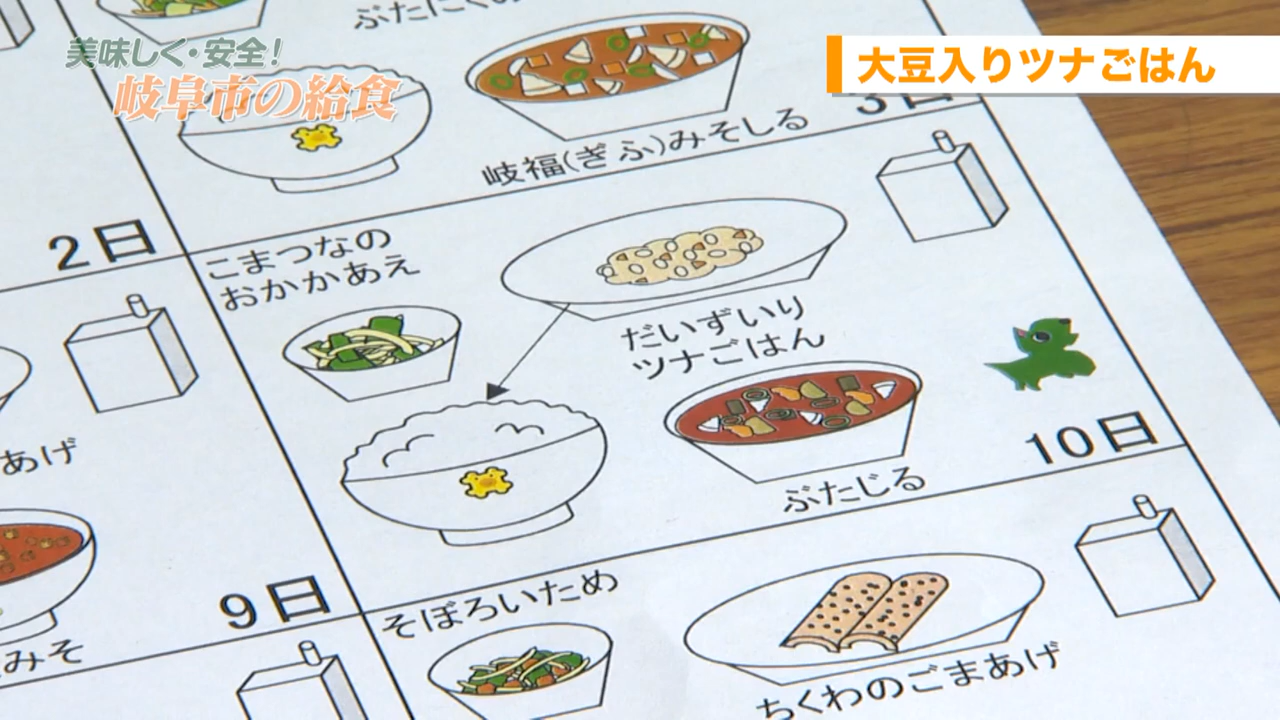 美味しく・安全！
岐阜市の給食
大豆入りツナごはん
岐福(ぎふ)みそしる
3日
2日
こまつなの
おかかあえ
だいずいり
ツナごはん
ぶたじる
10日
あげ
9日
みそ
そぼろいため
ちくわのごまあげ